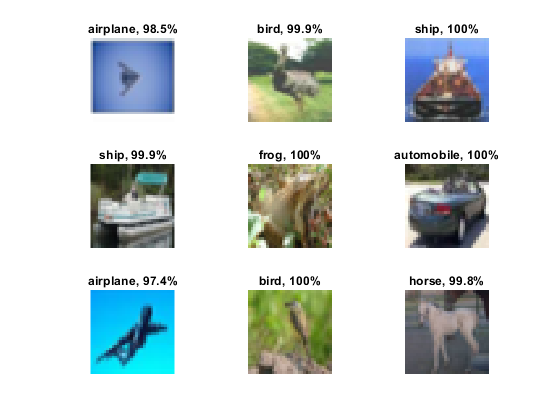 airplane, 98.5%
bird, 99.9%
ship, 100%
ship, 99.9%
frog, 100%
automobile, 100%
airplane, 97.4%
bird, 100%
horse, 99.8%